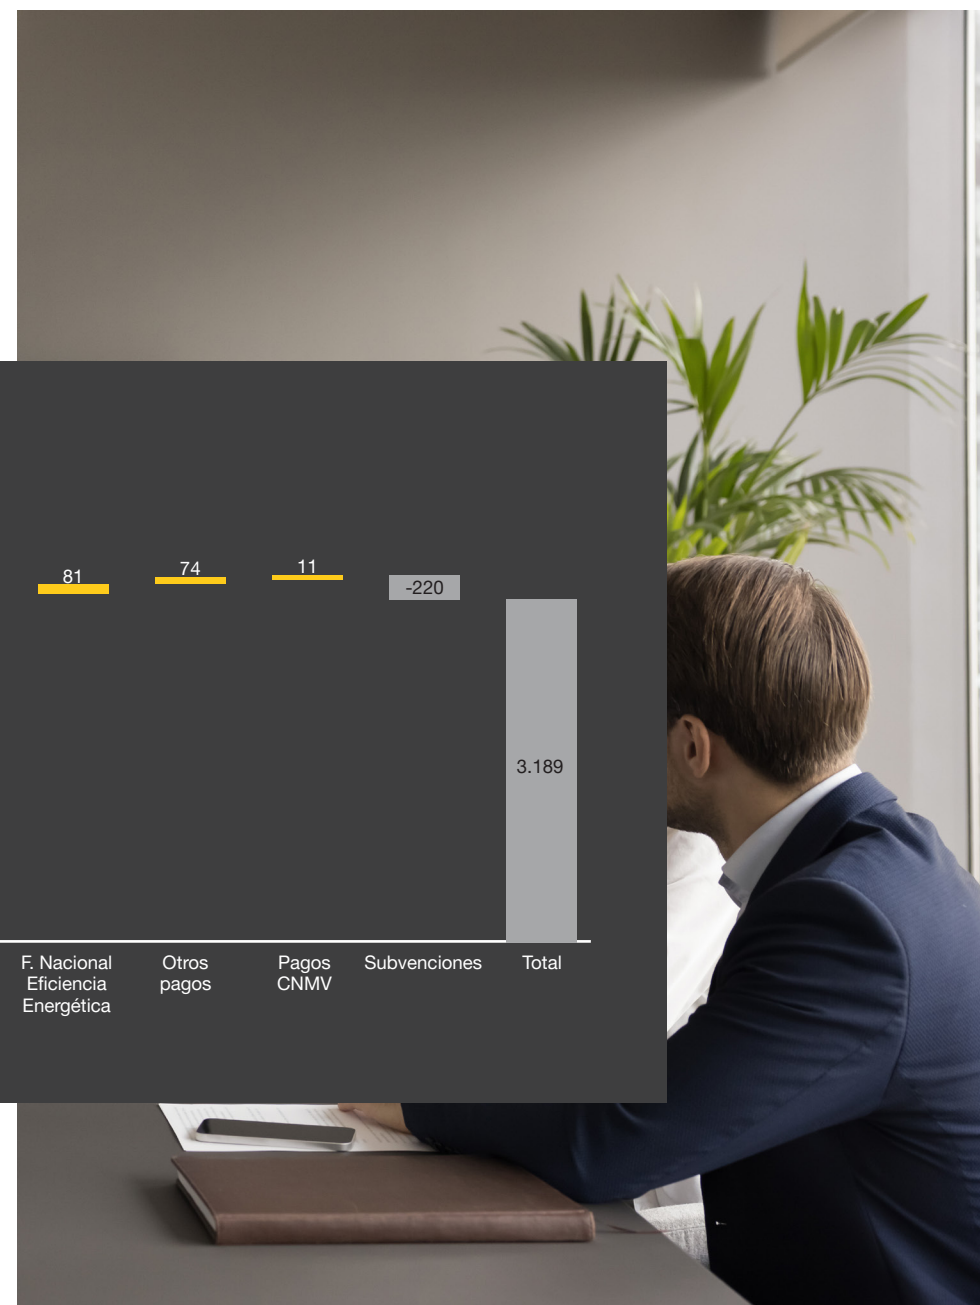 81
74
11
-220
3.189
F. Nacional
Eficiencia
Energética
Otros
pagos
Pagos
CNMV
Subvenciones
Total